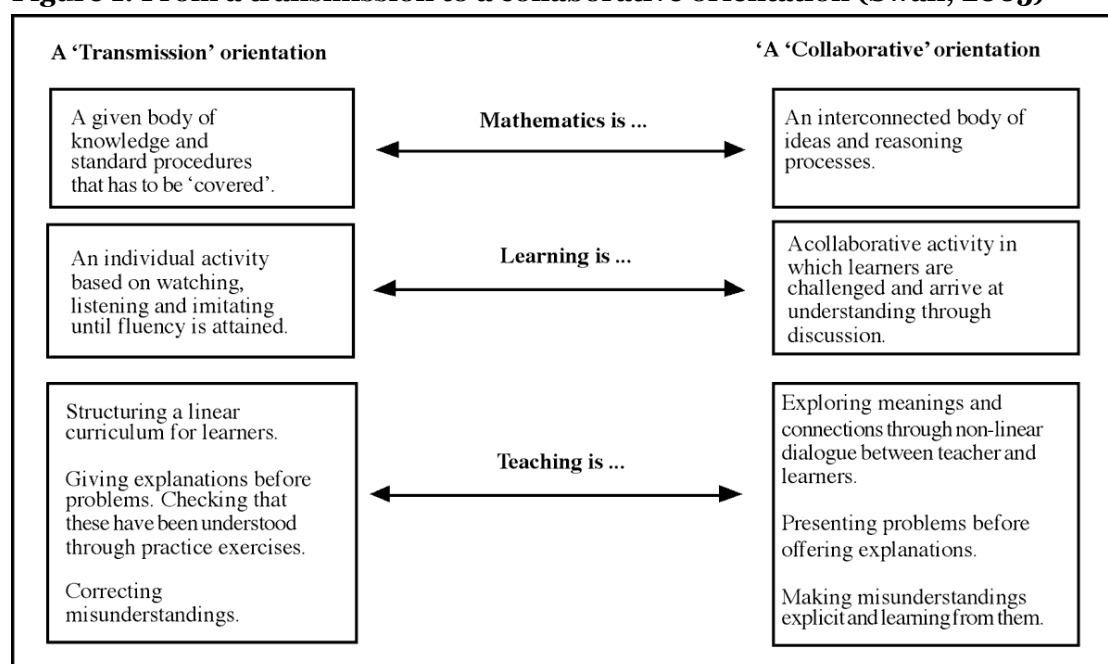 Figure 1: From a transmission to a collaborative orientation (Swan, 2005)
A ‘Transmission’ orientation
‘A ‘Collaborative’ orientation
A given body of
knowledge and
standard procedures
that has to be ‘covered’.
Mathematics is ...
An interconnected body of
ideas and reasoning
processes.
An individual activity
based on watching,
listening and imitating
until fluency is attained.
Learning is ...
Acollaborative activity in
which learners are
challenged and arrive at
understanding through
discussion.
Structuring a linear
curriculum for learners.
Giving explanations before
problems. Checking that
these have been understood
through practice exercises.
Correcting
misunderstandings.
Teaching is ...
Exploring meanings and
connections through non-linear
dialogue between teacher and
learners.
Presenting problems before
offering explanations.
Making misunderstandings
explicit and learning from them.